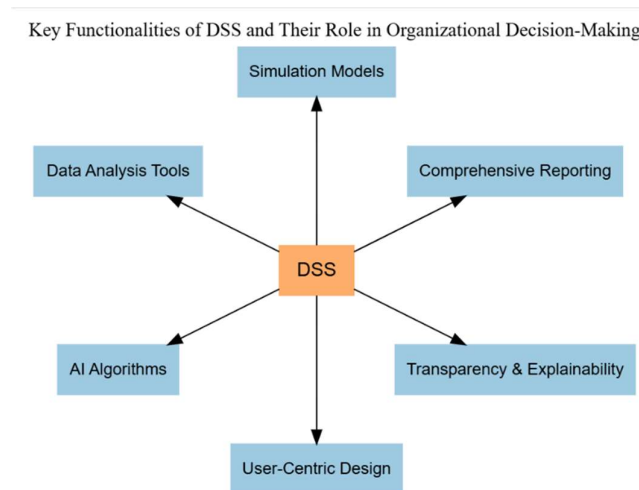 Key Functionalities of DSS and Their Role in Organizational Decision-Making
Simulation Models
Data Analysis Tools
Comprehensive Reporting
DSS
AI Algorithms
Transparency & Explainability
User-Centric Design